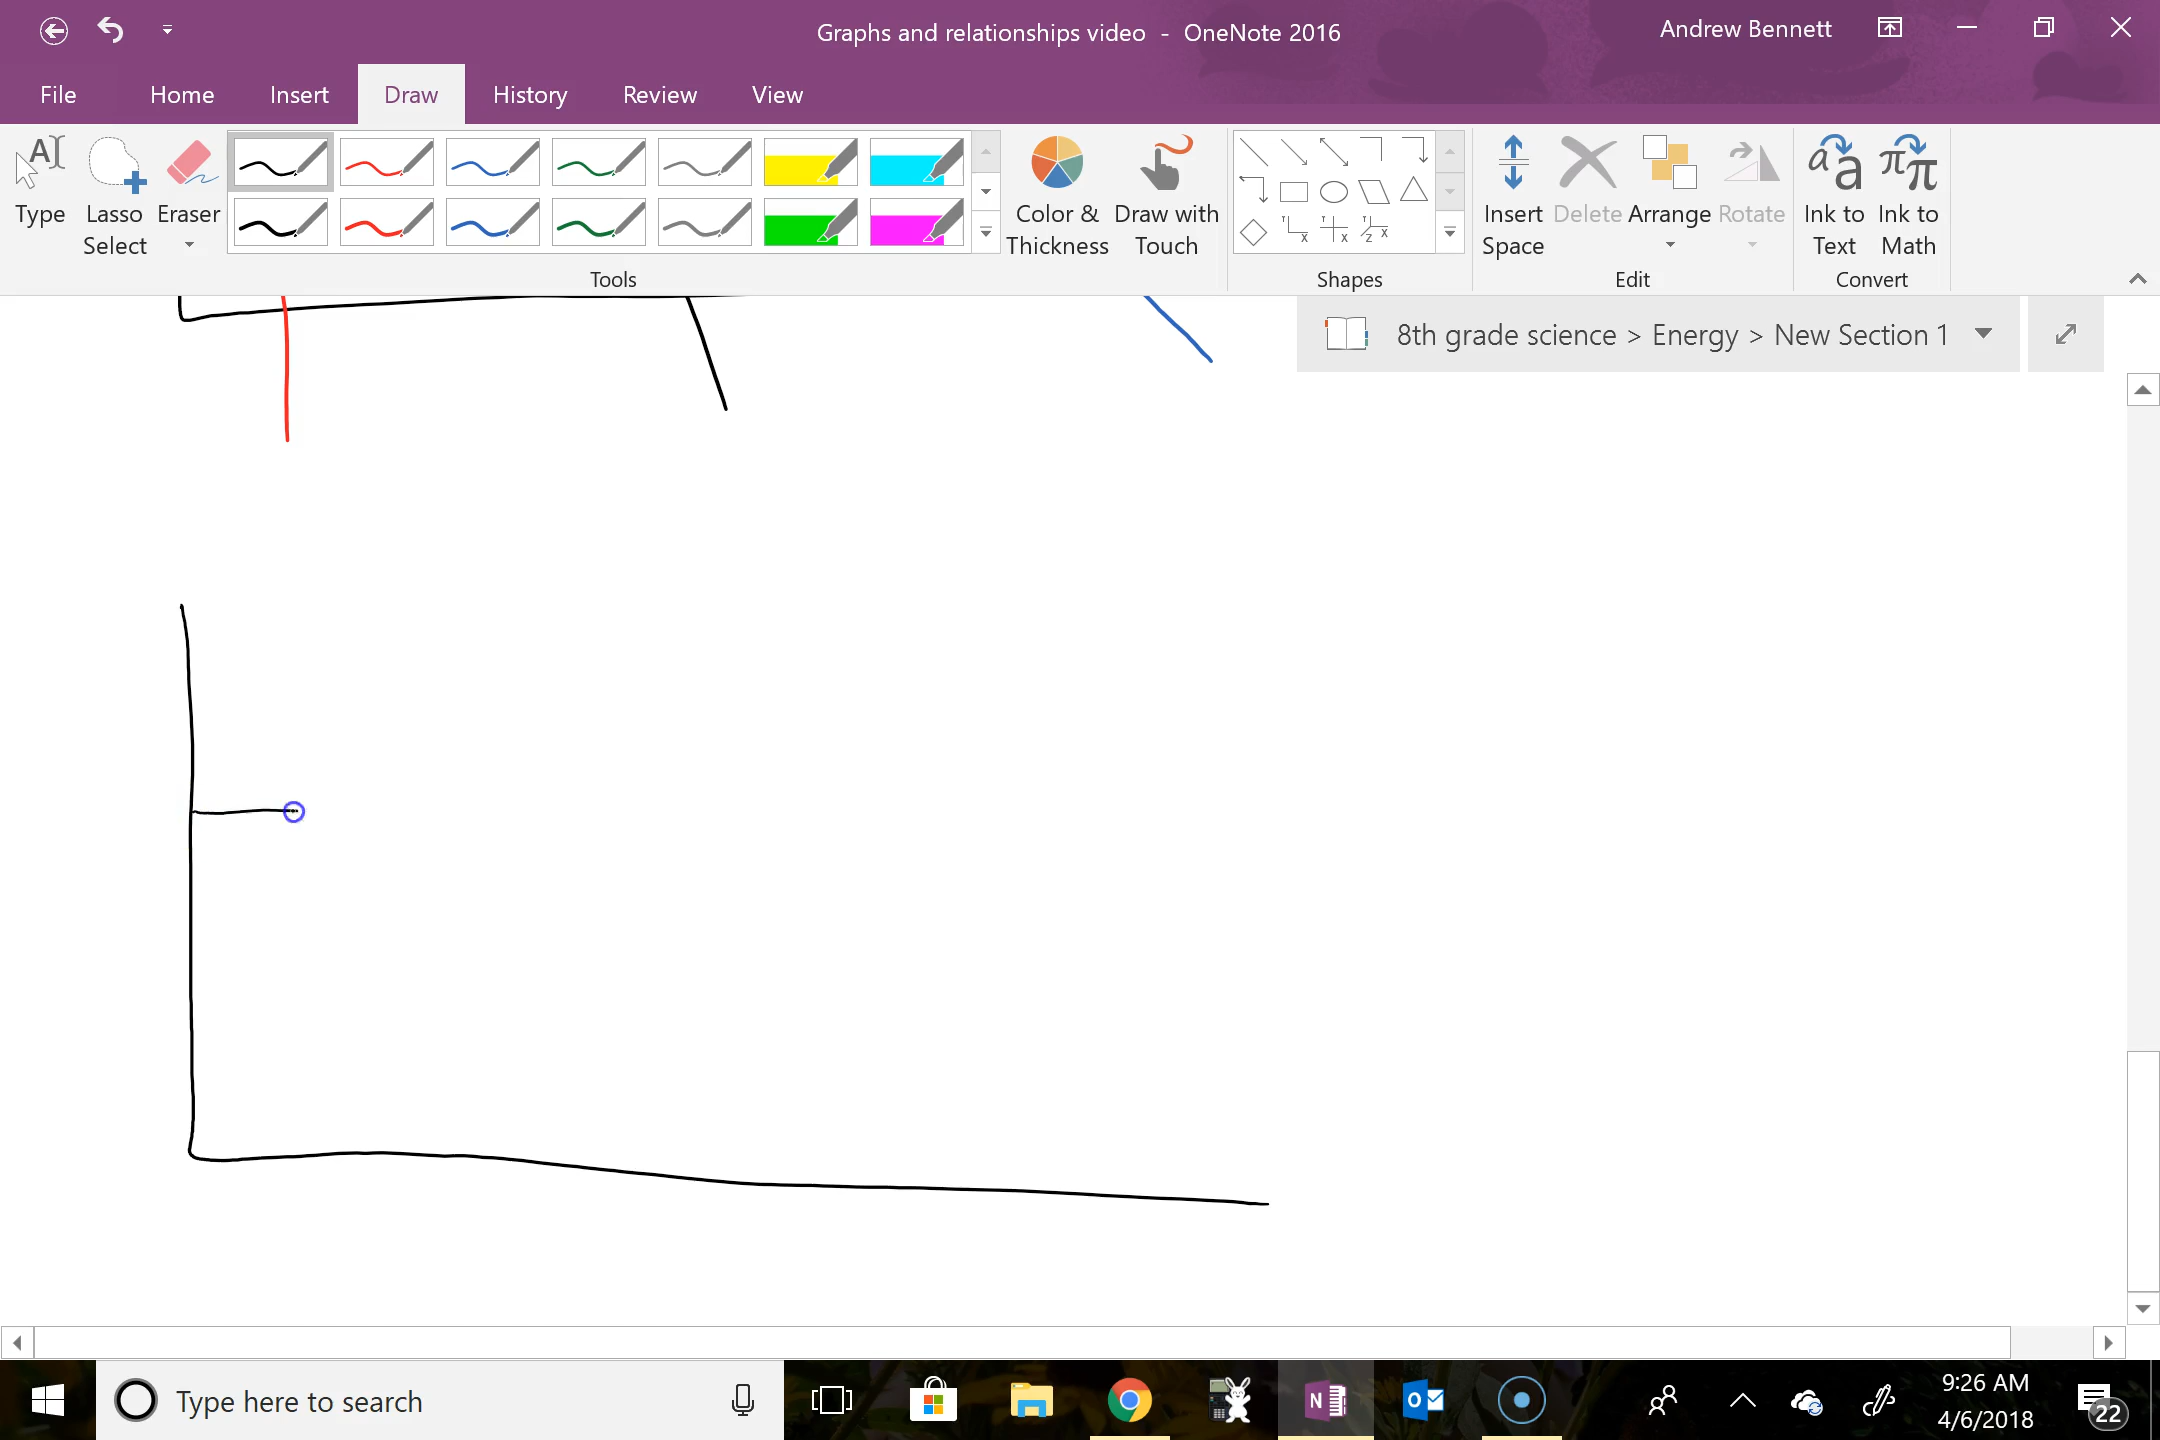 Graphs and relationships video - OneNote 2016
Andrew Bennett
File Home Insert Draw History Review View
Type
Lasso Select
Eraser
Color & Thickness
Draw with Touch
Insert Space
Delete
Arrange
Rotate
Ink to Text
Ink to Math
Tools
Shapes
Edit
Convert
8th grade science > Energy > New Section 1
Type here to search
9:26 AM
4/6/2018
22